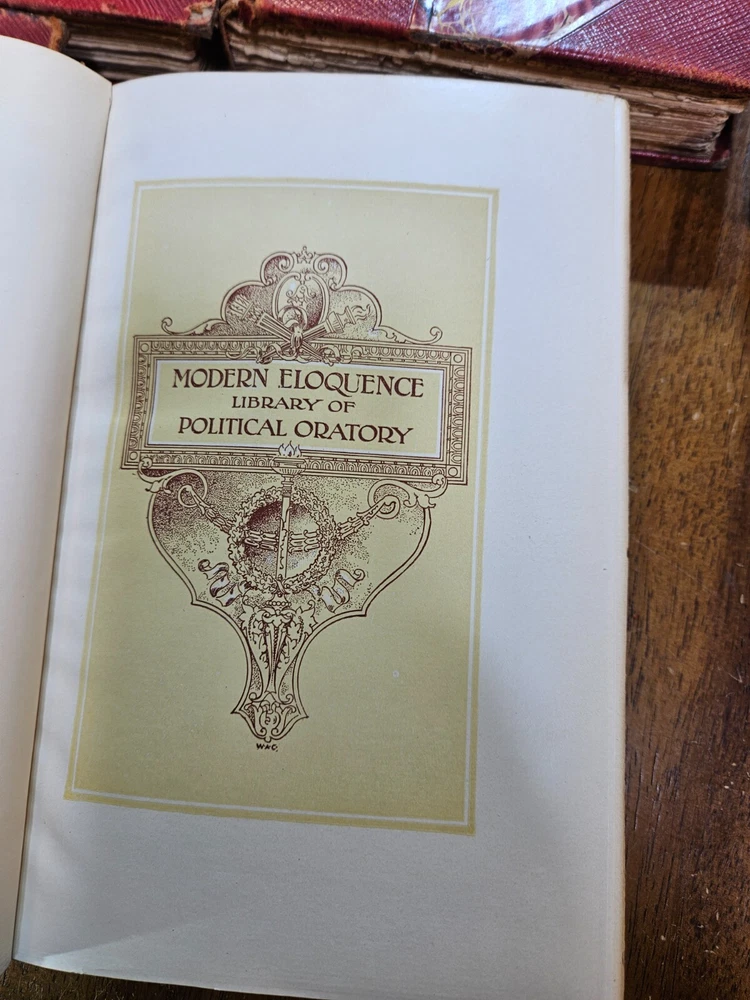 MODERN ELOQUENCE
LIBRARY OF
POLITICAL ORATORY